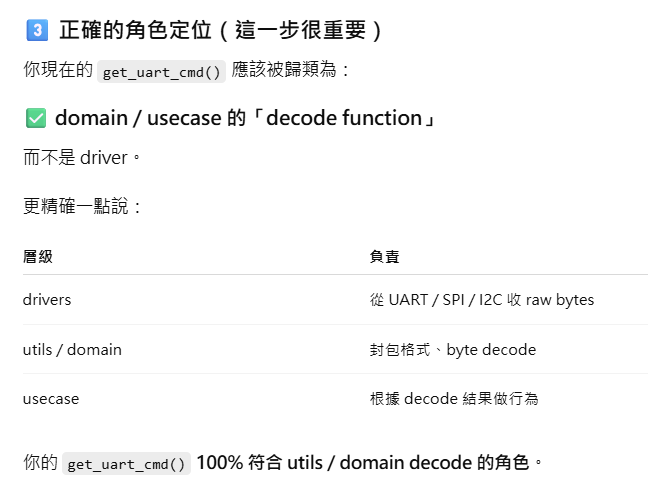 3️⃣ 正確的角色定位（這一步很重要）
你現在的 get_uart_cmd() 應該被歸類為：
✅ domain / usecase 的「decode function」
而不是 driver。
更精確一點說：
層級 負責
drivers 從 UART / SPI / I2C 收 raw bytes
utils / domain 封包格式、byte decode
usecase 根據 decode 結果做行為
你的 get_uart_cmd() 100% 符合 utils / domain decode 的角色。